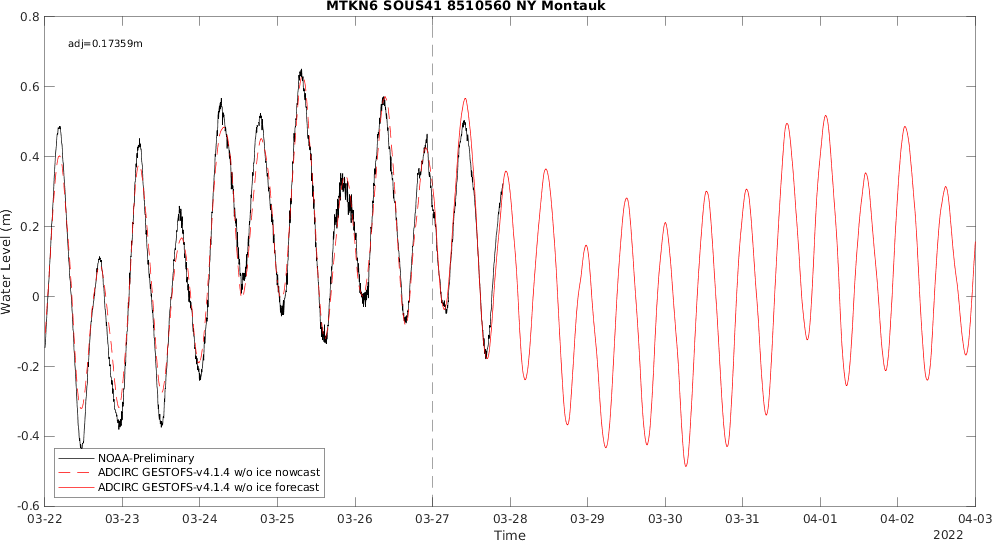 MTKN6 SOUS41 8510560 NY Montauk
adj=0.17359m
Water Level (m)
0.8
0.6
0.4
0.2
0
-0.2
-0.4
-0.6
NOAA-Preliminary
ADCIRC GESTOFS-v4.1.4 w/o ice nowcast
ADCIRC GESTOFS-v4.1.4 w/o ice forecast
03-22 03-23 03-24 03-25 03-26 03-27 03-28 03-29 03-30 03-31 04-01 04-02 04-03
Time
2022